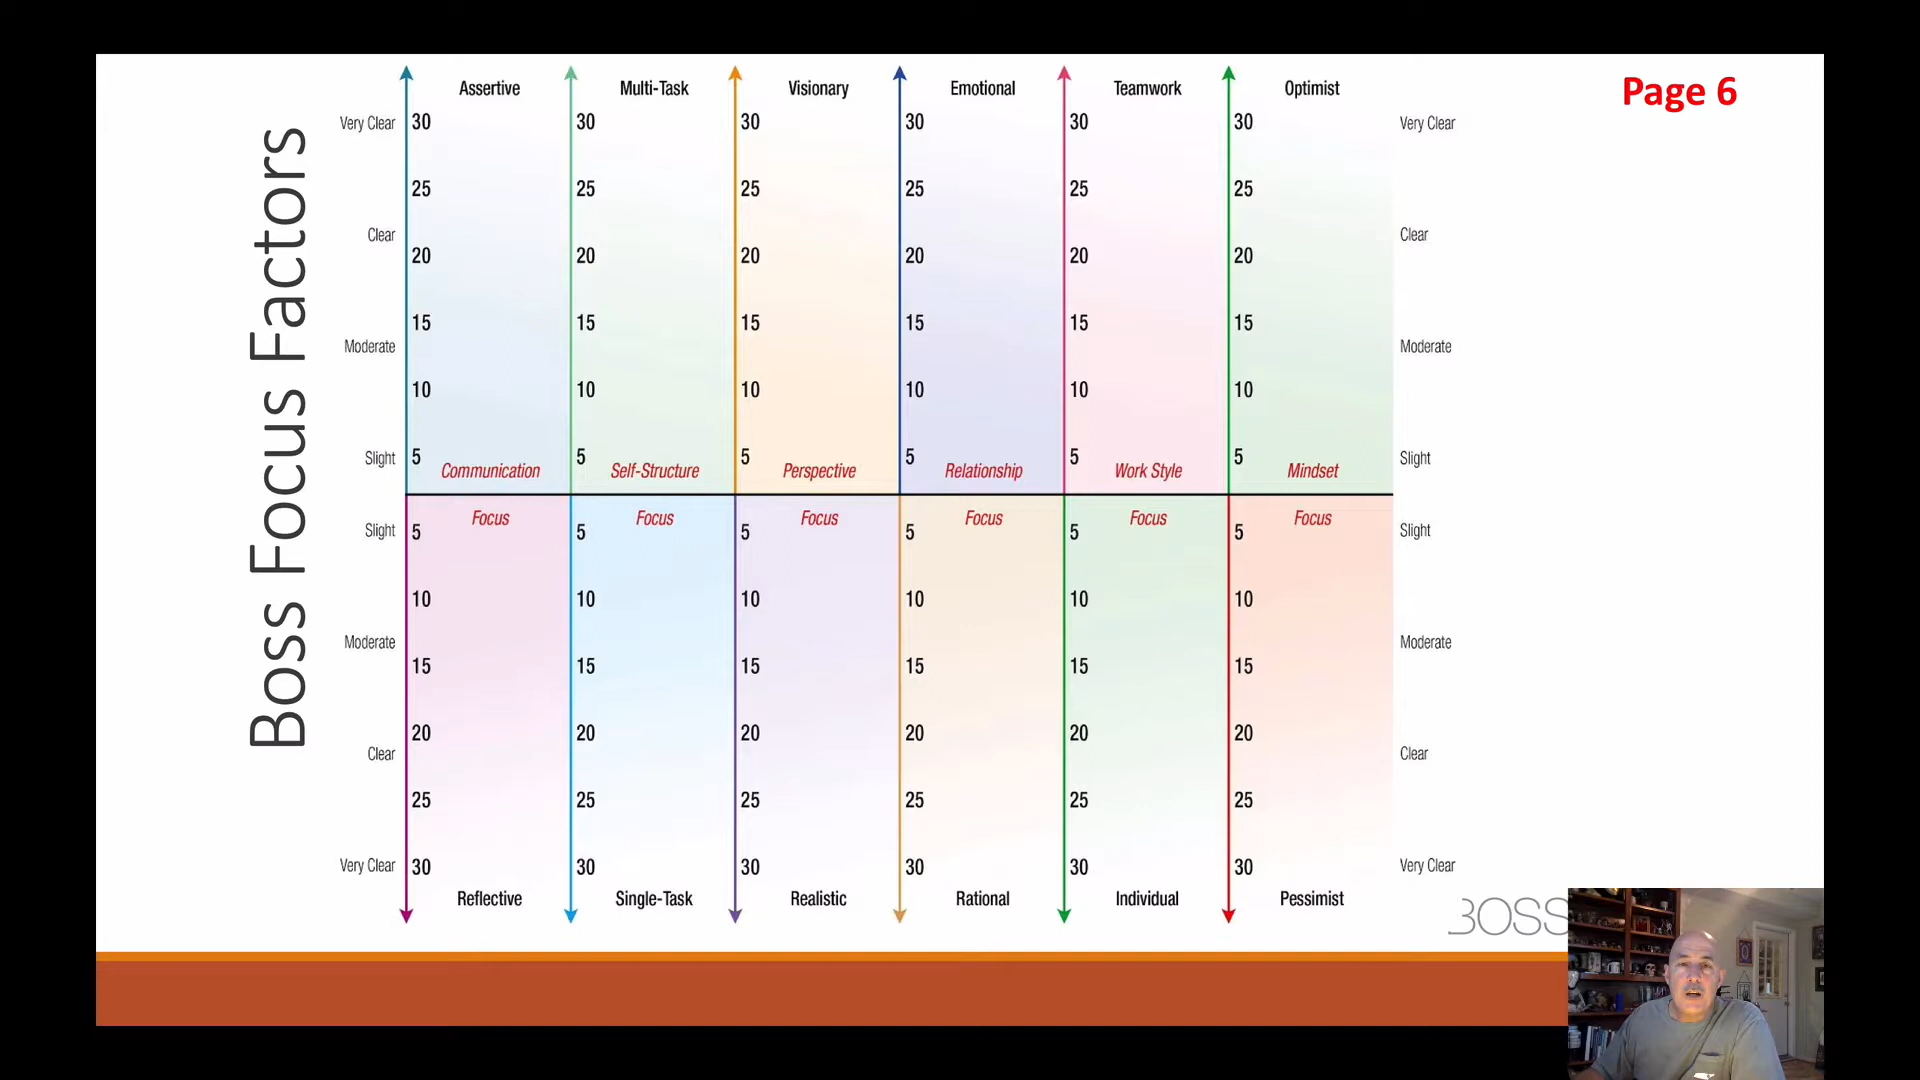 Page 6
Boss Focus Factors
Assertive Multi-Task Visionary Emotional Teamwork Optimist
Very Clear 30 30 30 30 30 30 Very Clear
25 25 25 25 25 25
Clear Clear
20 20 20 20 20 20
15 15 15 15 15 15
Moderate Moderate
10 10 10 10 10 10
Slight 5 5 5 5 5 5 Slight
Communication Self-Structure Perspective Relationship Work Style Mindset
Focus Focus Focus Focus Focus Focus
Slight 5 5 5 5 5 5 Slight
10 10 10 10 10 10
Moderate Moderate
15 15 15 15 15 15
20 20 20 20 20 20
Clear Clear
25 25 25 25 25 25
Very Clear 30 30 30 30 30 30 Very Clear
Reflective Single-Task Realistic Rational Individual Pessimist
BOSS